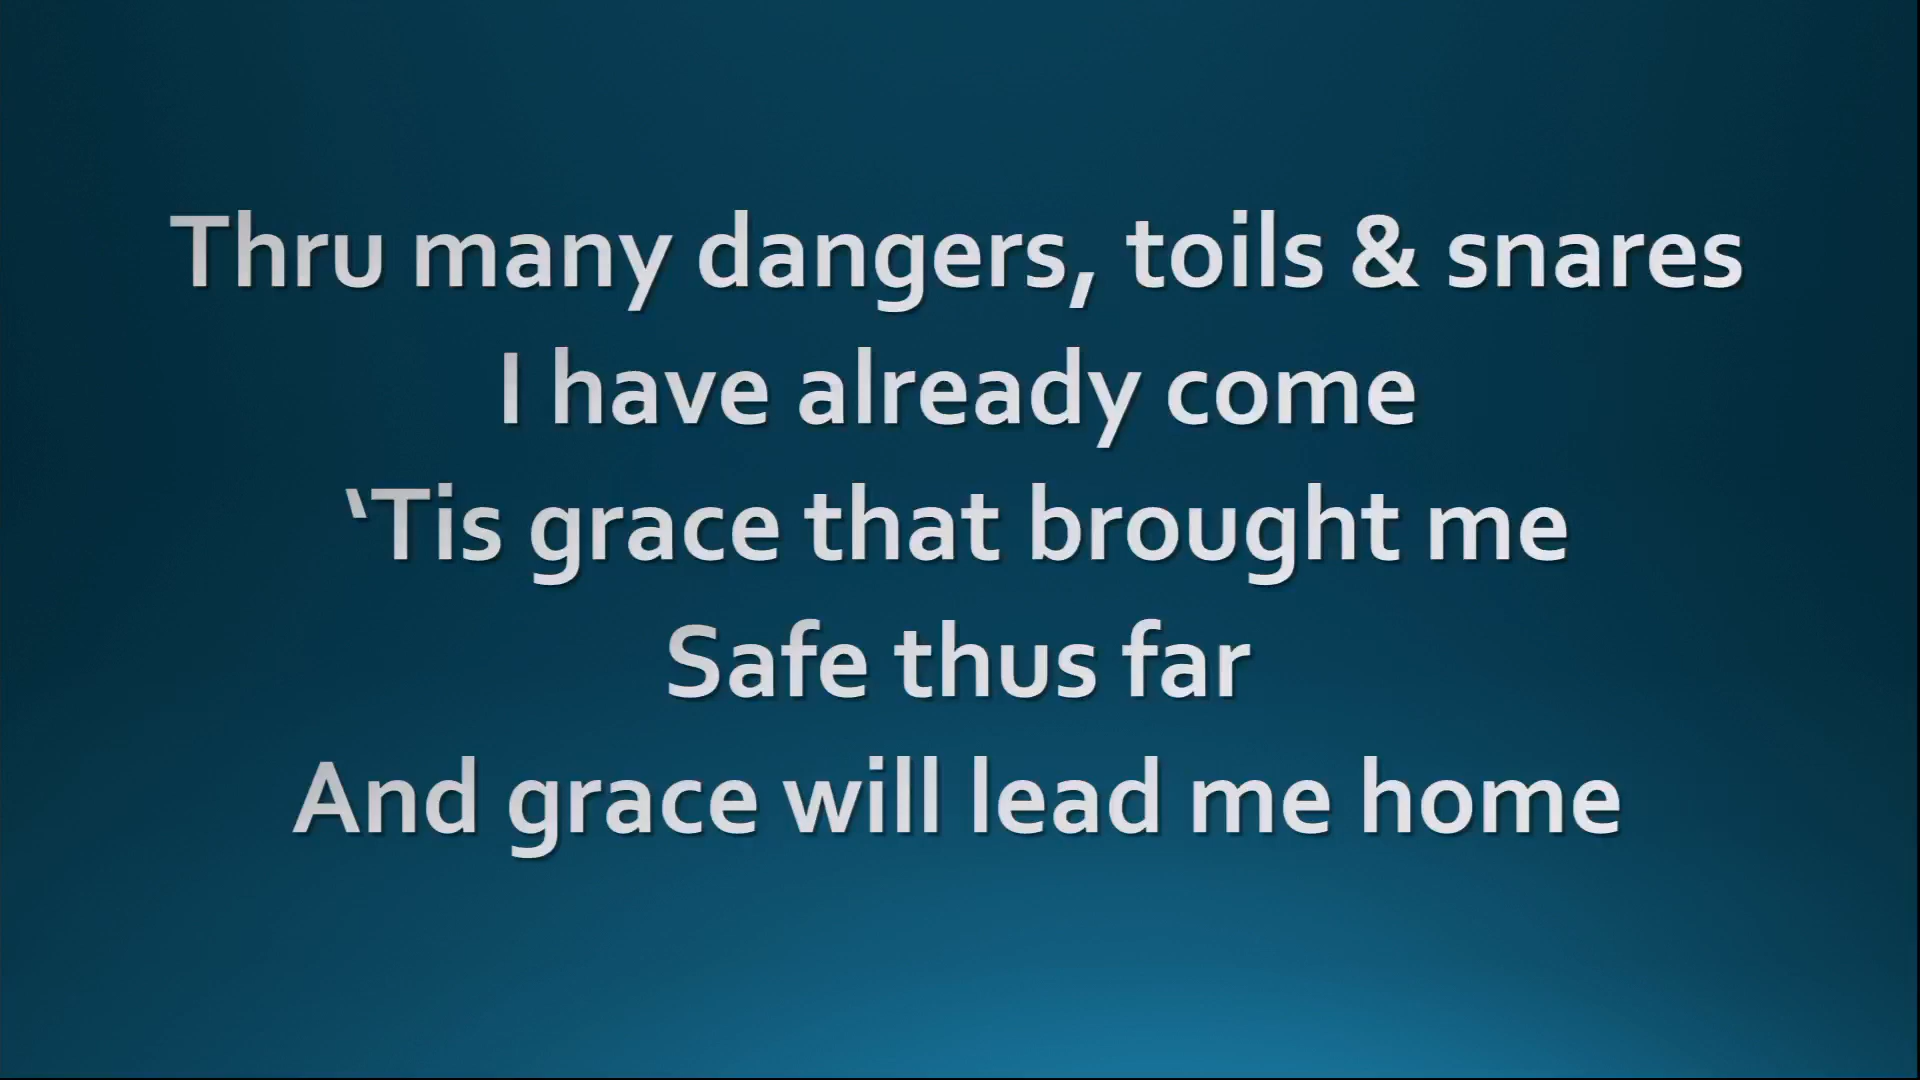 Thru many dangers, toils & snares
I have already come
‘Tis grace that brought me
Safe thus far
And grace will lead me home